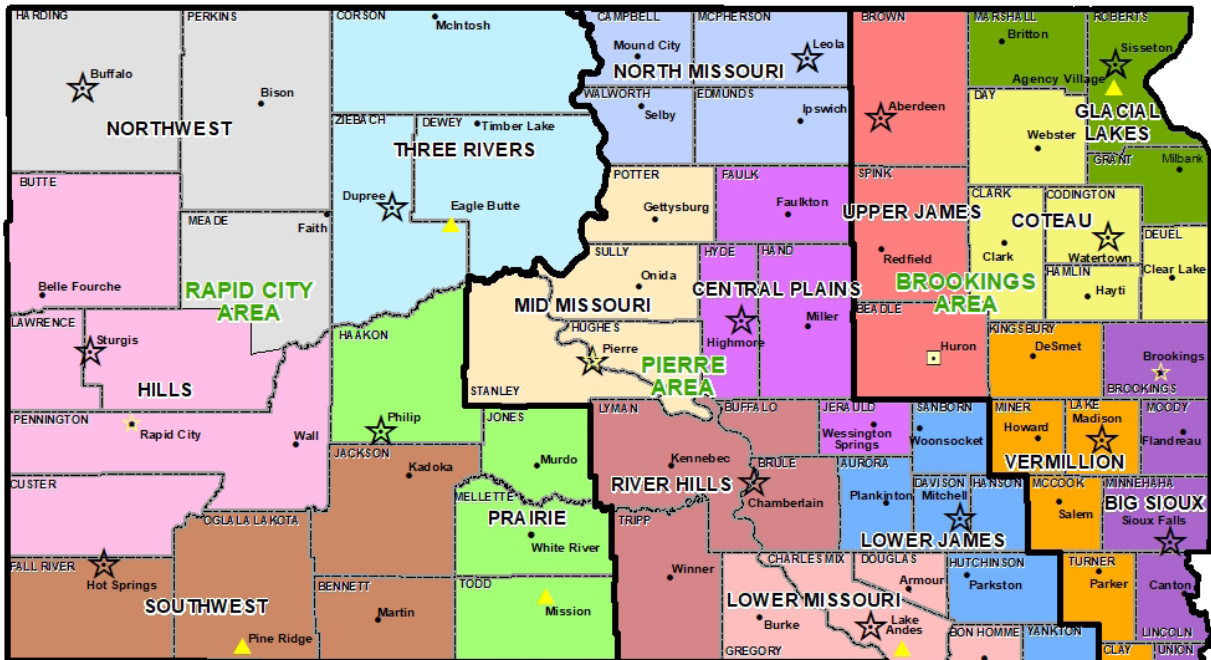 HARDING
PERKINS
CORSON
McIntosh
CAMPBELL
MCPHERSON
BROWN
MARSHALL
ROBERTS
Buffalo
Bison
Mound City
Leola
Britton
Sisseton
NORTH MISSOURI
Agency Village
WALWORTH
EDMUNDS
DAY
Selby
Ipswich
Aberdeen
GLACIAL
LAKES
NORTHWEST
ZIEBACH
DEWEY
Timber Lake
Webster
THREE RIVERS
GRANT
Milbank
BUTTE
POTTER
FAULK
SPINK
Dupree
Eagle Butte
Gettysburg
Faulkton
CLARK
CODINGTON
MEADE
Faith
UPPER JAMES
COTEAU
DEUEL
SULLY
HYDE
HAND
Redfield
Clark
Watertown
Onida
HAMLIN
Clear Lake
Belle Fourche
RAPID CITY
AREA
MID MISSOURI
CENTRAL PLAINS
BROOKINGS
AREA
Hayti
LAWRENCE
Sturgis
HAAKON
HUGHES
Miller
BEADLE
KINGSBURY
Pierre
Highmore
Huron
DeSmet
Brookings
HILLS
STANLEY
PIERRE
AREA
BROOKINGS
PENNINGTON
Rapid City
Philip
JONES
LYMAN
BUFFALO
JERAULD
SANBORN
MINER
LAKE
MOODY
Wall
Wessington
Springs
Woonsocket
Howard
Madison
Flandreau
JACKSON
Kadoka
Murdo
Kennebec
BRULE
AURORA
VERMILLION
CUSTER
MELLETTE
RIVER HILLS
Chamberlain
Plankinton
DAVISON
HANSON
Mitchell
MCCOOK
MINNEHAHA
OGLALA LAKOTA
PRAIRIE
TRIPP
Salem
BIG SIOUX
Sioux Falls
White River
LOWER JAMES
FALL RIVER
Hot Springs
CHARLES MIX
DOUGLAS
HUTCHINSON
TURNER
BENNETT
TODD
Winner
Armour
Parkston
Parker
Canton
SOUTHWEST
Martin
Mission
LOWER MISSOURI
Burke
Lake
Andes
Pine Ridge
GREGORY
BON HOMME
YANKTON
LINCOLN
CLAY
UNION